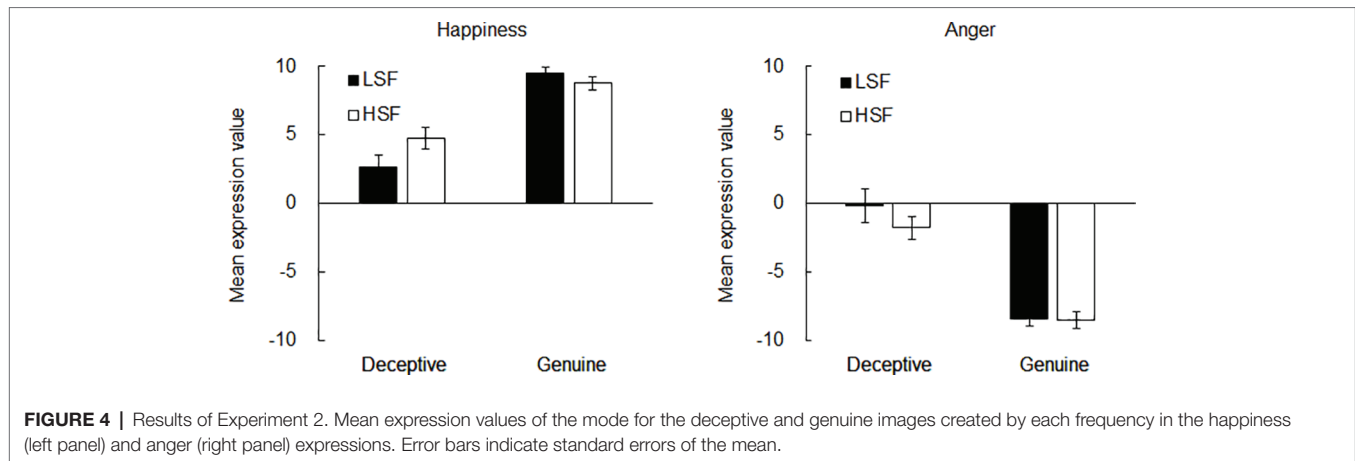 Happiness
Mean expression value
10
5
0
-5
-10
LSF
HSF
Deceptive
Genuine
Anger
Mean expression value
10
5
0
-5
-10
LSF
HSF
Deceptive
Genuine
FIGURE 4 | Results of Experiment 2. Mean expression values of the mode for the deceptive and genuine images created by each frequency in the happiness
(left panel) and anger (right panel) expressions. Error bars indicate standard errors of the mean.